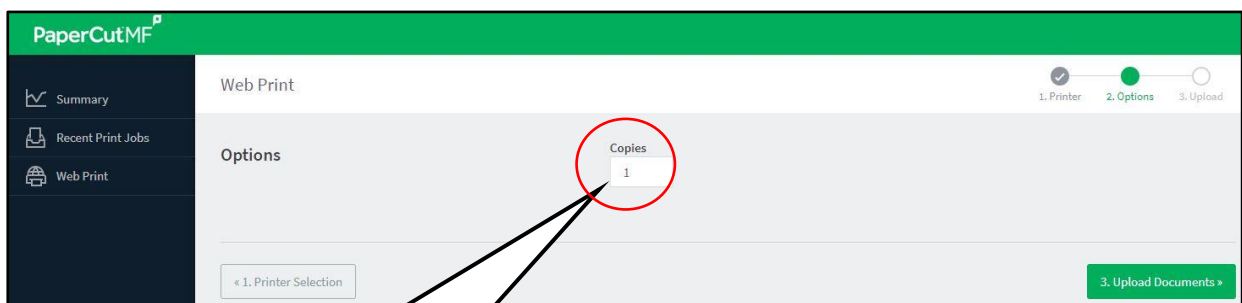 PaperCutMF
Summary
Recent Print Jobs
Web Print
Web Print
1. Printer
2. Options
3. Upload
Options
Copies
1
« 1. Printer Selection
3. Upload Documents »